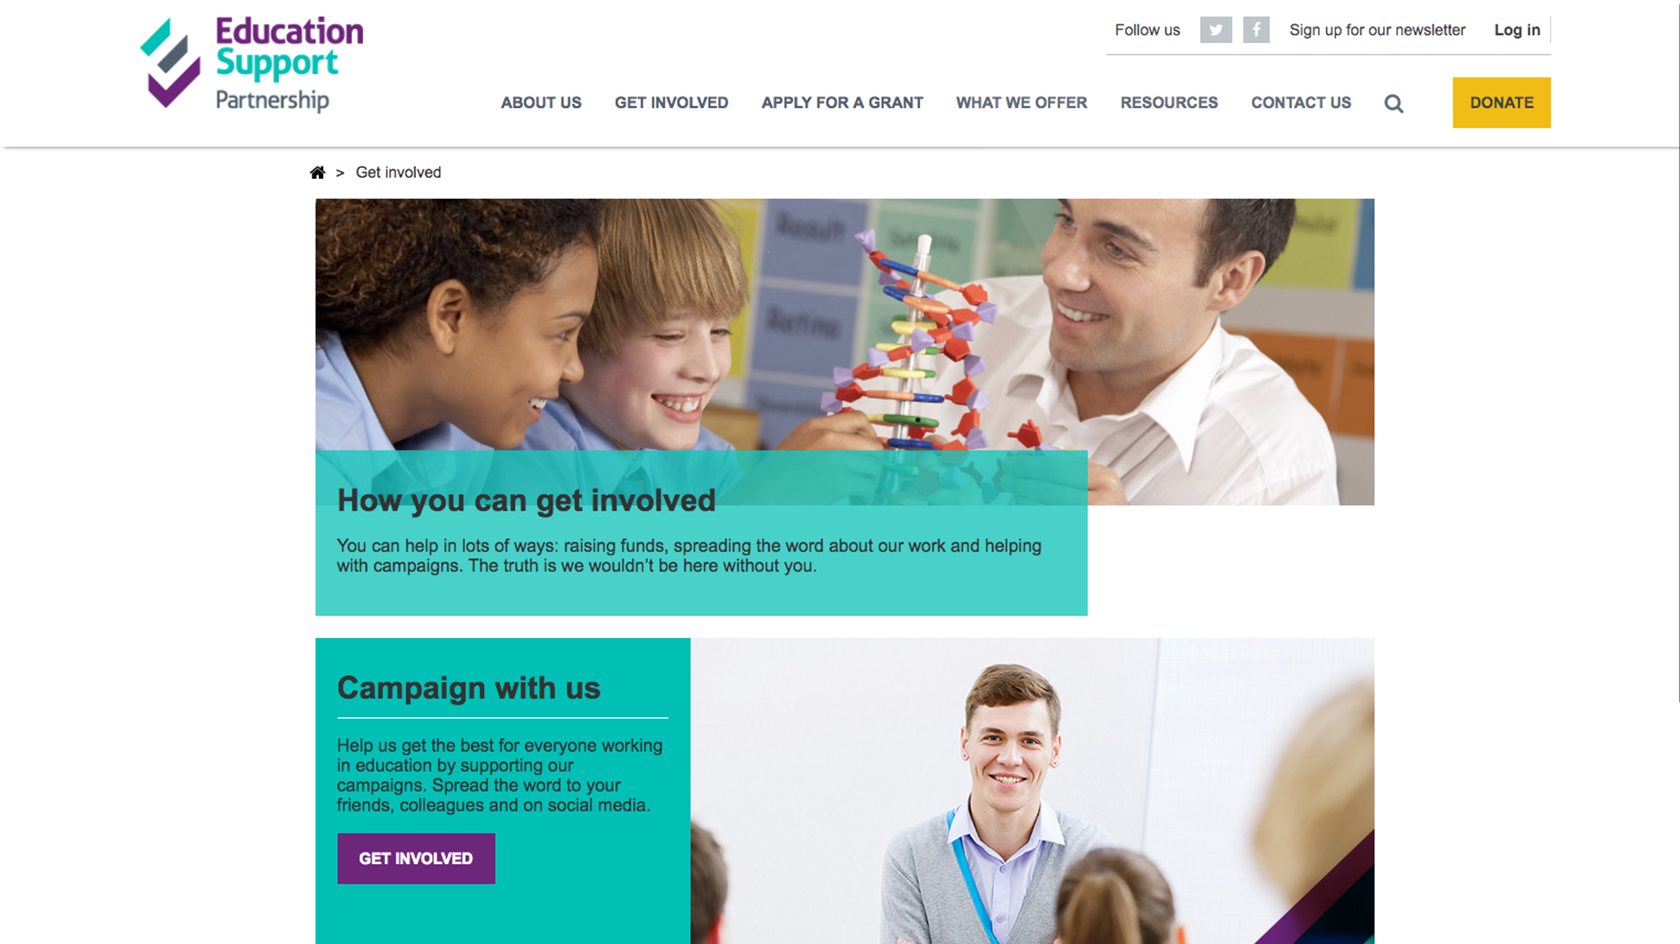 Education
Support
Partnership
Follow us
Sign up for our newsletter
Log in
ABOUT US
GET INVOLVED
APPLY FOR A GRANT
WHAT WE OFFER
RESOURCES
CONTACT US
DONATE
> Get involved
Result
Retina
How you can get involved
You can help in lots of ways: raising funds, spreading the word about our work and helping
with campaigns. The truth is we wouldn’t be here without you.
Campaign with us
Help us get the best for everyone working
in education by supporting our
campaigns. Spread the word to your
friends, colleagues and on social media.
GET INVOLVED